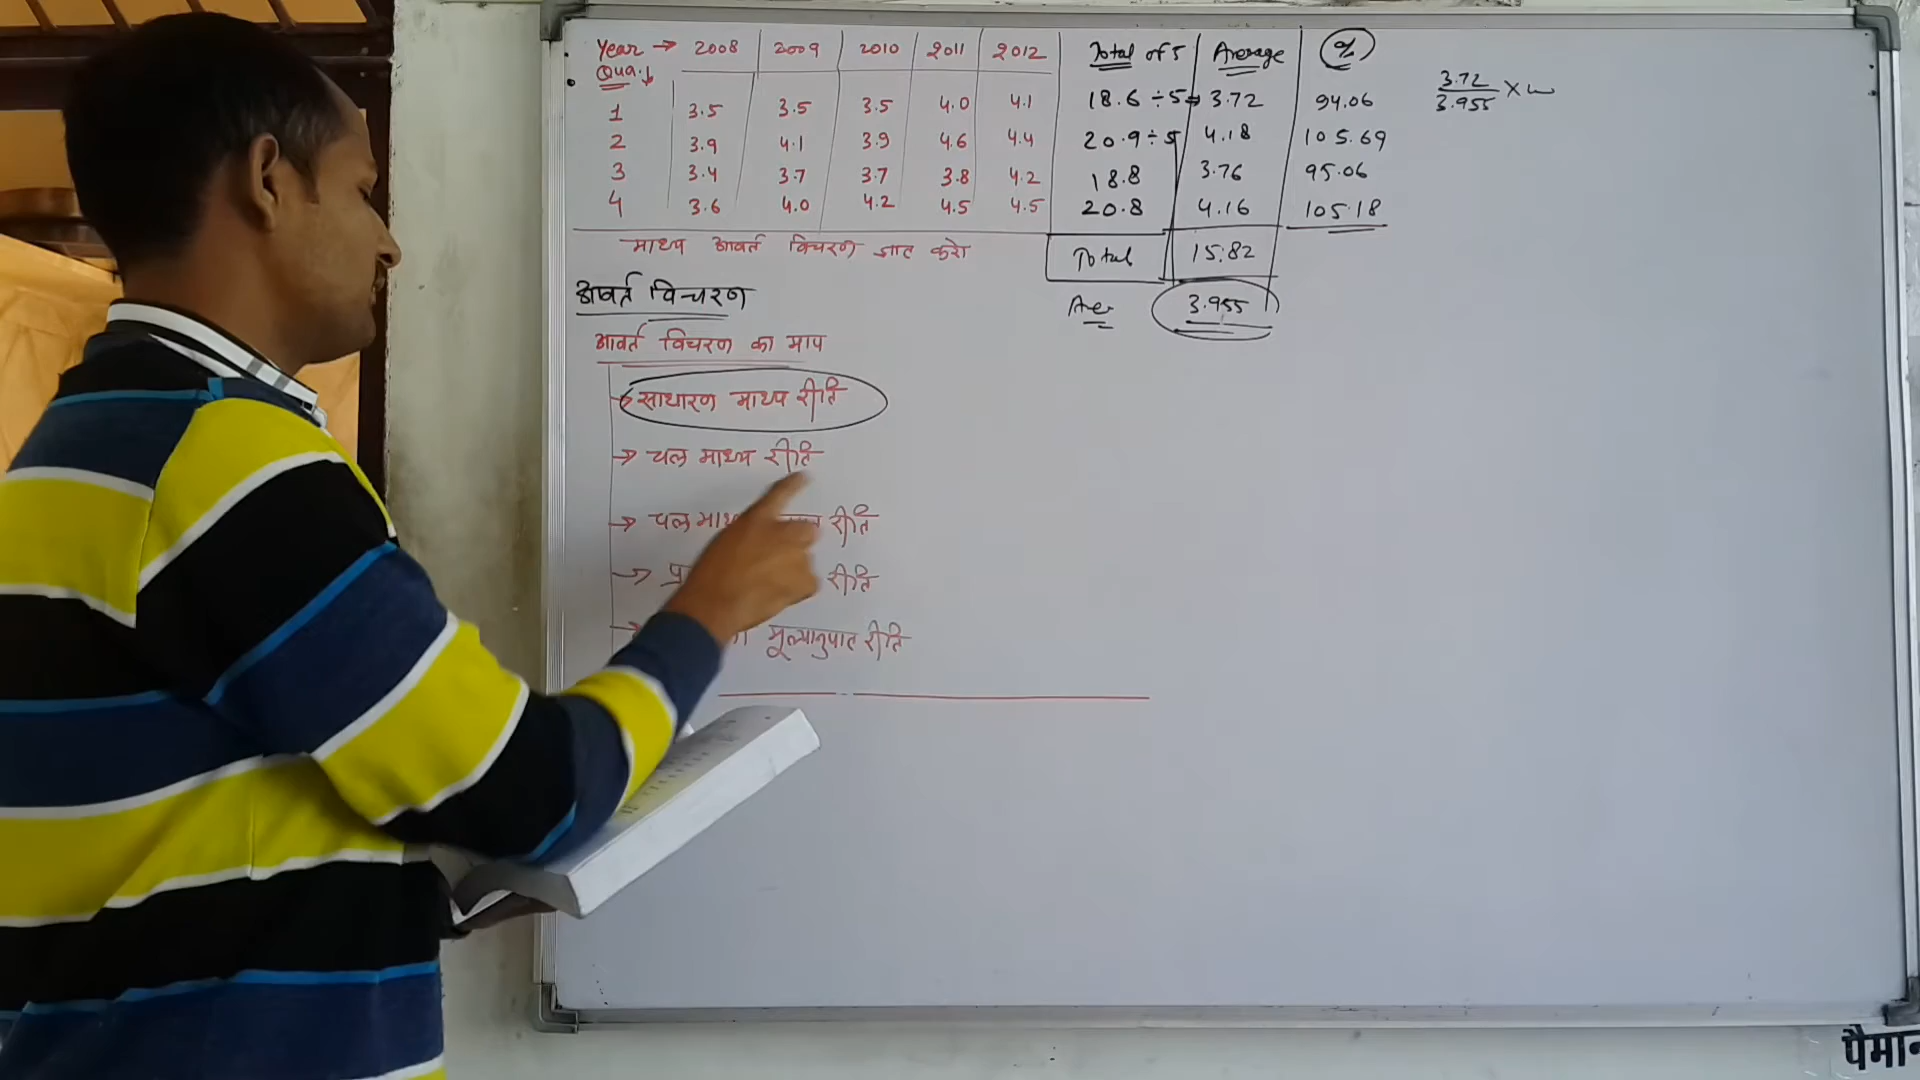 Year → 2008 2009 2010 2011 2012 Total of 5 Average %
Qua.↓
1 3.5 3.5 3.5 4.0 4.1 18.6 ÷ 5 = 3.72 94.06
2 3.9 4.1 3.9 4.6 4.4 20.9 ÷ 5 4.18 105.69
3 3.4 3.7 3.7 3.8 4.2 18.8 3.76 95.06
4 3.6 4.0 4.2 4.5 4.5 20.8 4.16 105.18
3.72
3.955 ×
माध्य आवर्त विचरण ज्ञात करो
Total 15.82
3.955
आवर्त विचरण
आवर्त विचरण का माप
→ साधारण माध्य रीति
→ चल माध्य रीति
→ चल रीति
→ रीति
→ मूल्यानुपात रीति